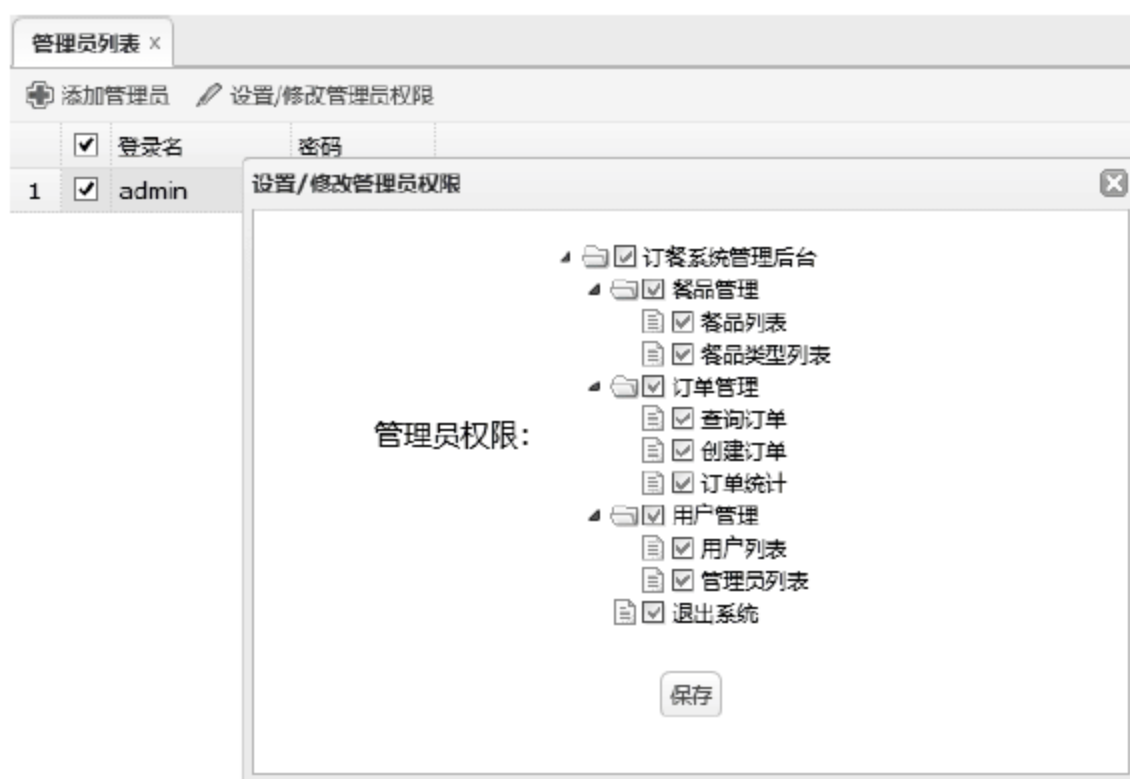 管理员列表 ×
添加管理员 设置/修改管理员权限
登录名 密码
1 admin
设置/修改管理员权限
订餐系统管理后台
餐品管理
餐品列表
餐品类型列表
订单管理
查询订单
管理员权限:
创建订单
订单统计
用户管理
用户列表
管理员列表
退出系统
保存